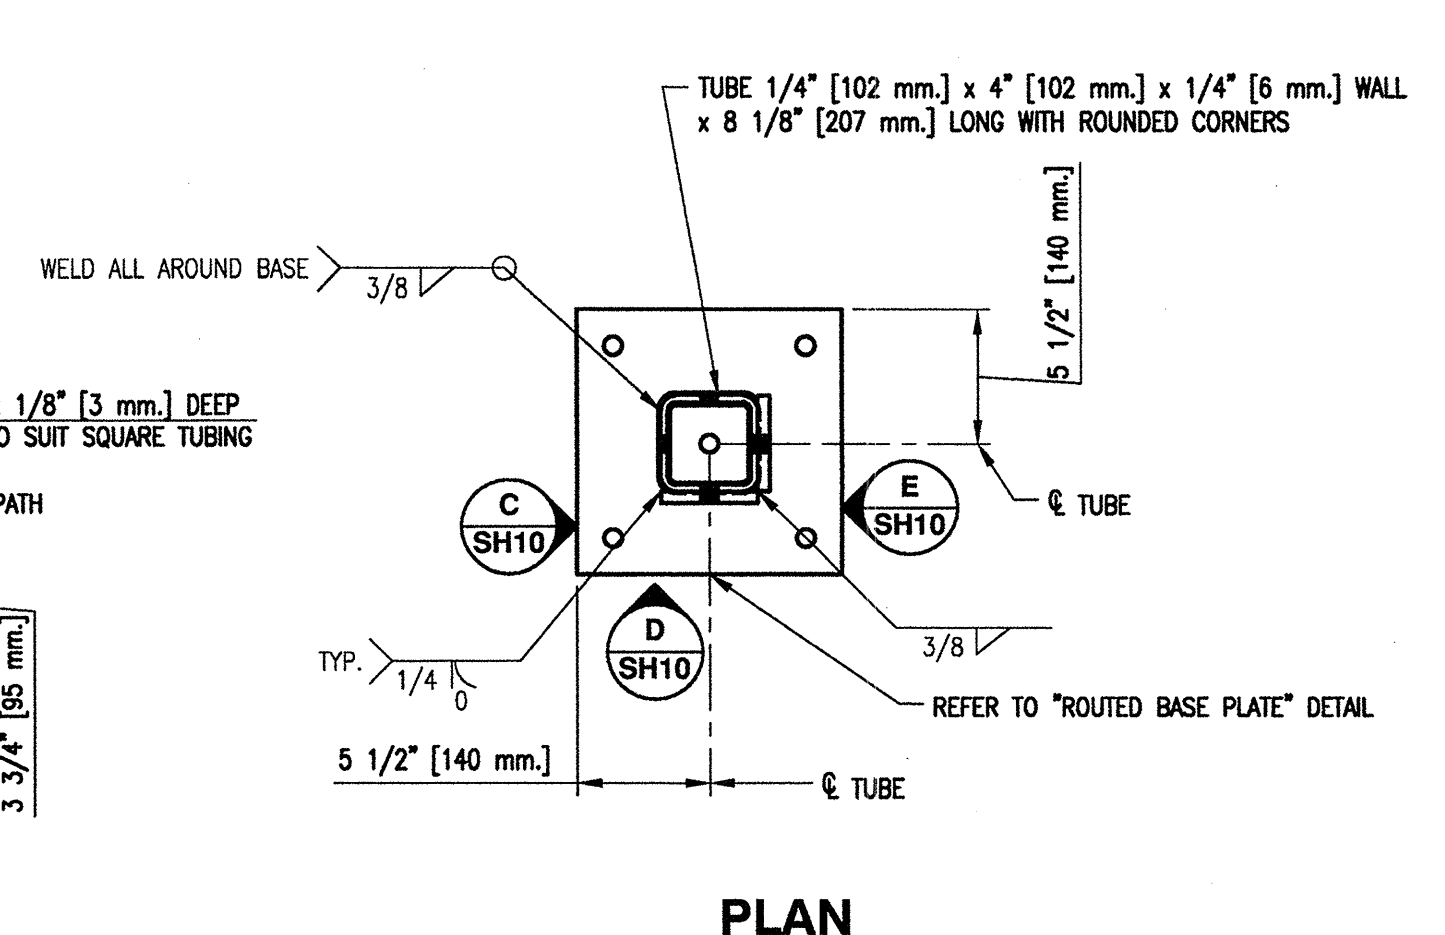 TUBE 1/4" [102 mm.] x 4" [102 mm.] x 1/4" [6 mm.] WALL
x 8 1/8" [207 mm.] LONG WITH ROUNDED CORNERS
5 1/2" [140 mm.]
WELD ALL AROUND BASE
3/8
1/8" [3 mm.] DEEP
O SUIT SQUARE TUBING
PATH
C
SH10
E
SH10
℄ TUBE
D
SH10
3/8
TYP.
1/4
0
REFER TO "ROUTED BASE PLATE" DETAIL
3 3/4" [95 mm.]
5 1/2" [140 mm.]
℄ TUBE
PLAN